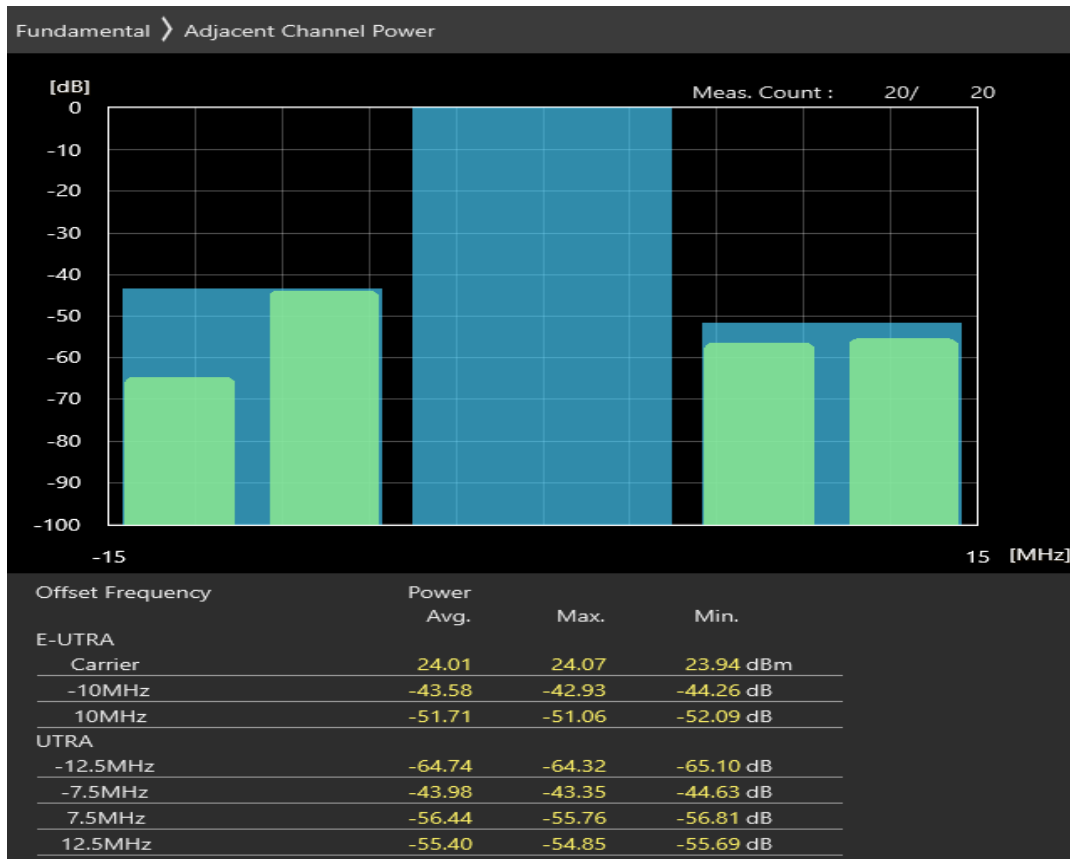 Fundamental ❯ Adjacent Channel Power
[dB]
Meas. Count : 20/ 20
0
-10
-20
-30
-40
-50
-60
-70
-80
-90
-100
-15 15 [MHz]
Offset Frequency Power
Avg. Max. Min.
E-UTRA
Carrier 24.01 24.07 23.94 dBm
-10MHz -43.58 -42.93 -44.26 dB
10MHz -51.71 -51.06 -52.09 dB
UTRA
-12.5MHz -64.74 -64.32 -65.10 dB
-7.5MHz -43.98 -43.35 -44.63 dB
7.5MHz -56.44 -55.76 -56.81 dB
12.5MHz -55.40 -54.85 -55.69 dB